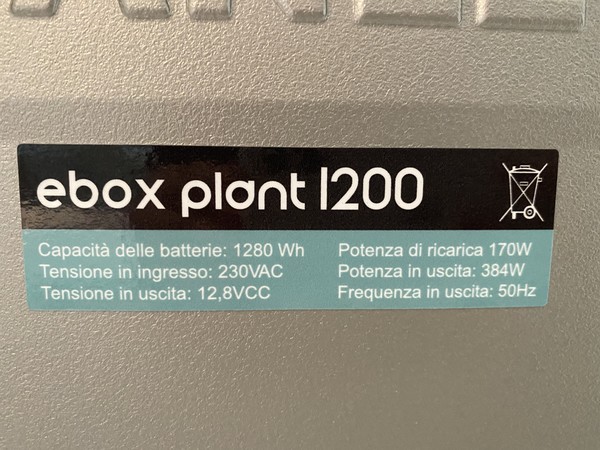 ebox plant 1200
Capacità delle batterie: 1280 Wh
Tensione in ingresso: 230VAC
Tensione in uscita: 12,8VCC
Potenza di ricarica 170W
Potenza in uscita: 384W
Frequenza in uscita: 50Hz